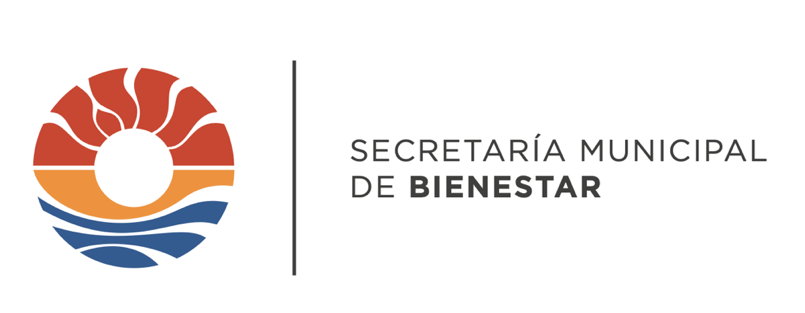 SECRETARÍA MUNICIPAL
DE BIENESTAR